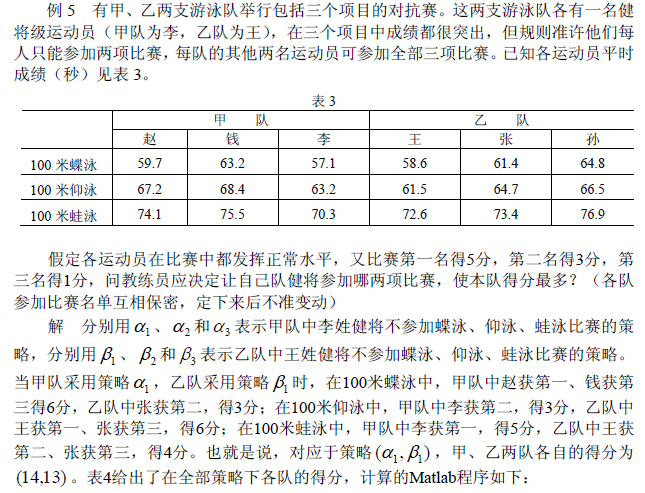 例 5 有甲、乙两支游泳队举行包括三个项目的对抗赛。这两支游泳队各有一名健
将级运动员（甲队为李，乙队为王），在三个项目中成绩都很突出，但规则准许他们每
人只能参加两项比赛，每队的其他两名运动员可参加全部三项比赛。已知各运动员平时
成绩（秒）见表 3。
表 3
甲 队 乙 队
赵 钱 李 王 张 孙
100 米蝶泳 59.7 63.2 57.1 58.6 61.4 64.8
100 米仰泳 67.2 68.4 63.2 61.5 64.7 66.5
100 米蛙泳 74.1 75.5 70.3 72.6 73.4 76.9
假定各运动员在比赛中都发挥正常水平，又比赛第一名得5分，第二名得3分，第
三名得1分，问教练员应决定让自己队健将参加哪两项比赛，使本队得分最多？（各队
参加比赛名单互相保密，定下来后不准变动）
解 分别用α₁、α₂和α₃表示甲队中李姓健将不参加蝶泳、仰泳、蛙泳比赛的策
略，分别用β₁、β₂和β₃表示乙队中王姓健将不参加蝶泳、仰泳、蛙泳比赛的策略。
当甲队采用策略α₁，乙队采用策略β₁时，在100米蝶泳中，甲队中赵获第一、钱获第
三得6分，乙队中张获第二，得3分；在100米仰泳中，甲队中李获第二，得3分，乙队中
王获第一、张获第三，得6分；在100米蛙泳中，甲队中李获第一，得5分，乙队中王获
第二、张获第三，得4分。也就是说，对应于策略(α₁,β₁)，甲、乙两队各自的得分为
(14,13)。表4给出了在全部策略下各队的得分，计算的Matlab程序如下：